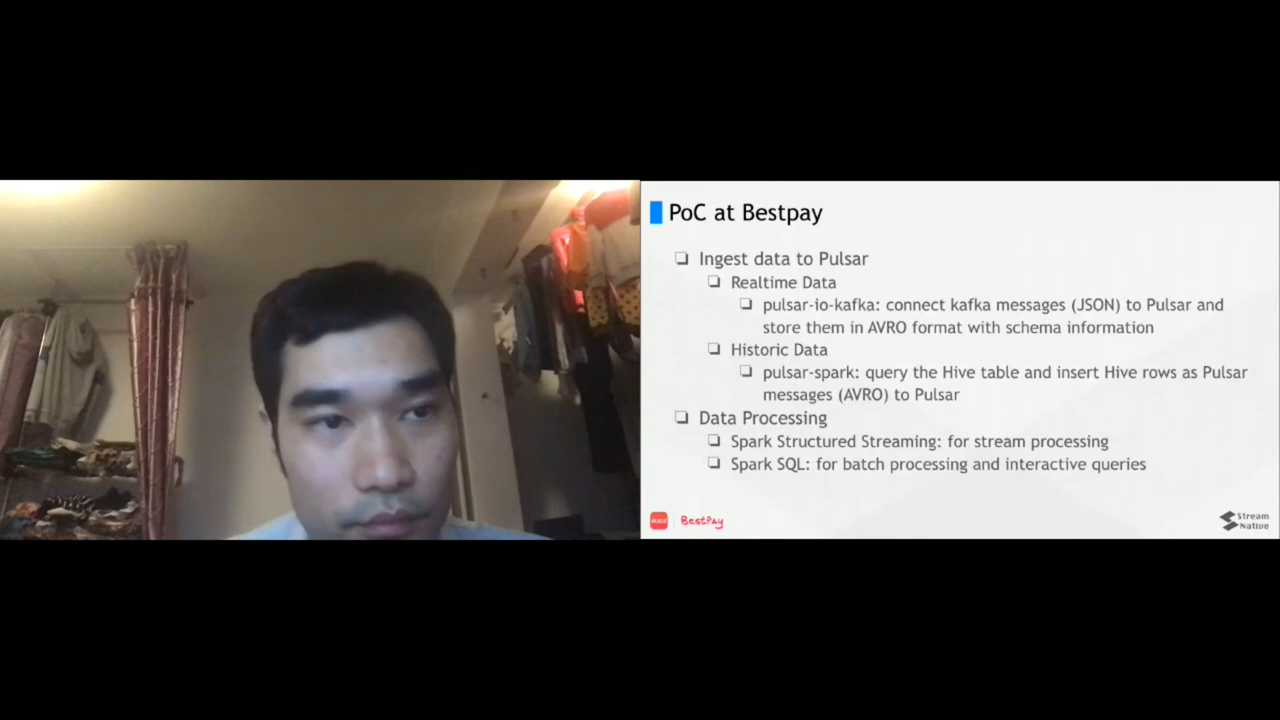 PoC at Bestpay
Ingest data to Pulsar
Realtime Data
pulsar-io-kafka: connect kafka messages (JSON) to Pulsar and
store them in AVRO format with schema information
Historic Data
pulsar-spark: query the Hive table and insert Hive rows as Pulsar
messages (AVRO) to Pulsar
Data Processing
Spark Structured Streaming: for stream processing
Spark SQL: for batch processing and interactive queries
BestPay
Stream
Native